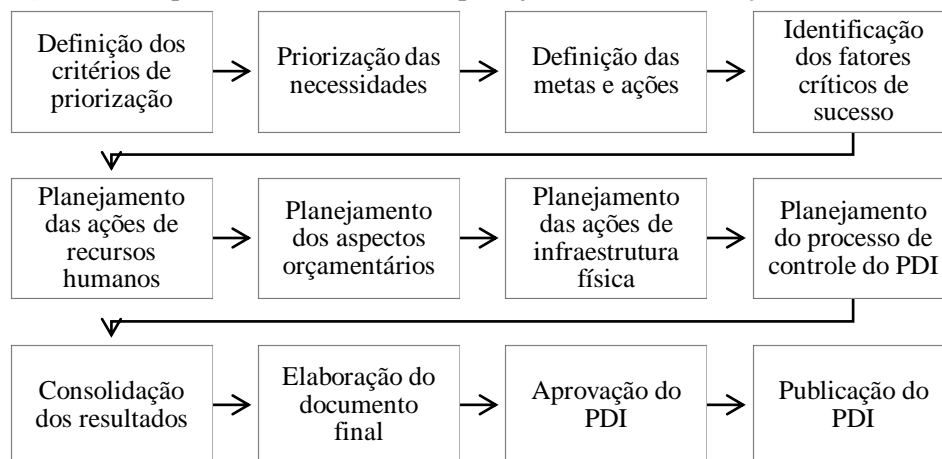 Definição dos
critérios de
priorização
Priorização das
necessidades
Definição das
metas e ações
Identificação
dos fatores
críticos de
sucesso
Planejamento
das ações de
recursos
humanos
Planejamento
dos aspectos
orçamentários
Planejamento
das ações de
infraestrutura
física
Planejamento
do processo de
controle do PDI
Consolidação
dos resultados
Elaboração do
documento
final
Aprovação do
PDI
Publicação do
PDI